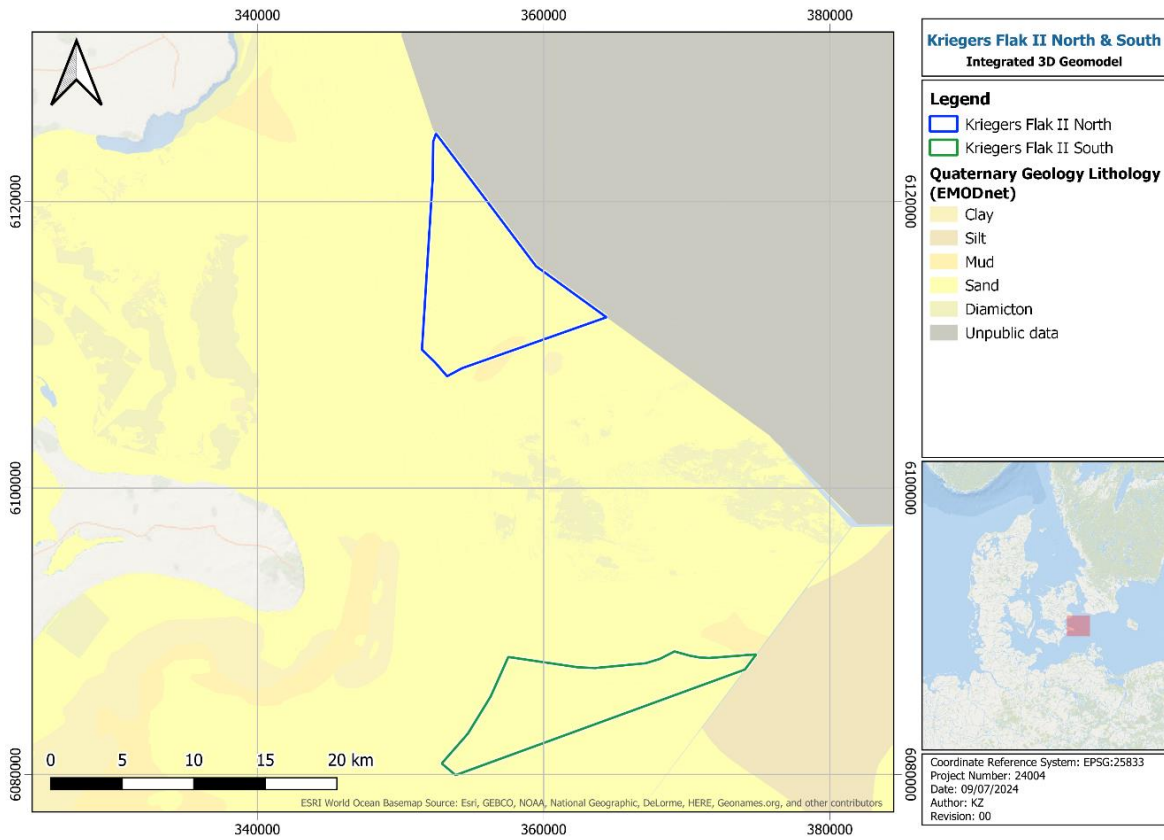 340000
360000
380000
6120000
6100000
6080000
6120000
6100000
6080000
0
5
10
15
20 km
ESRI World Ocean Basemap Source: Esri, GEBCO, NOAA, National Geographic, DeLorme, HERE, Geonames.org, and other contributors
340000
360000
380000
Kriegers Flak II North & South
Integrated 3D Geomodel
Legend
Kriegers Flak II North
Kriegers Flak II South
Quaternary Geology Lithology
(EMODnet)
Clay
Silt
Mud
Sand
Diamicton
Unpublic data
Coordinate Reference System: EPSG:25833
Project Number: 24004
Date: 09/07/2024
Author: KZ
Revision: 00